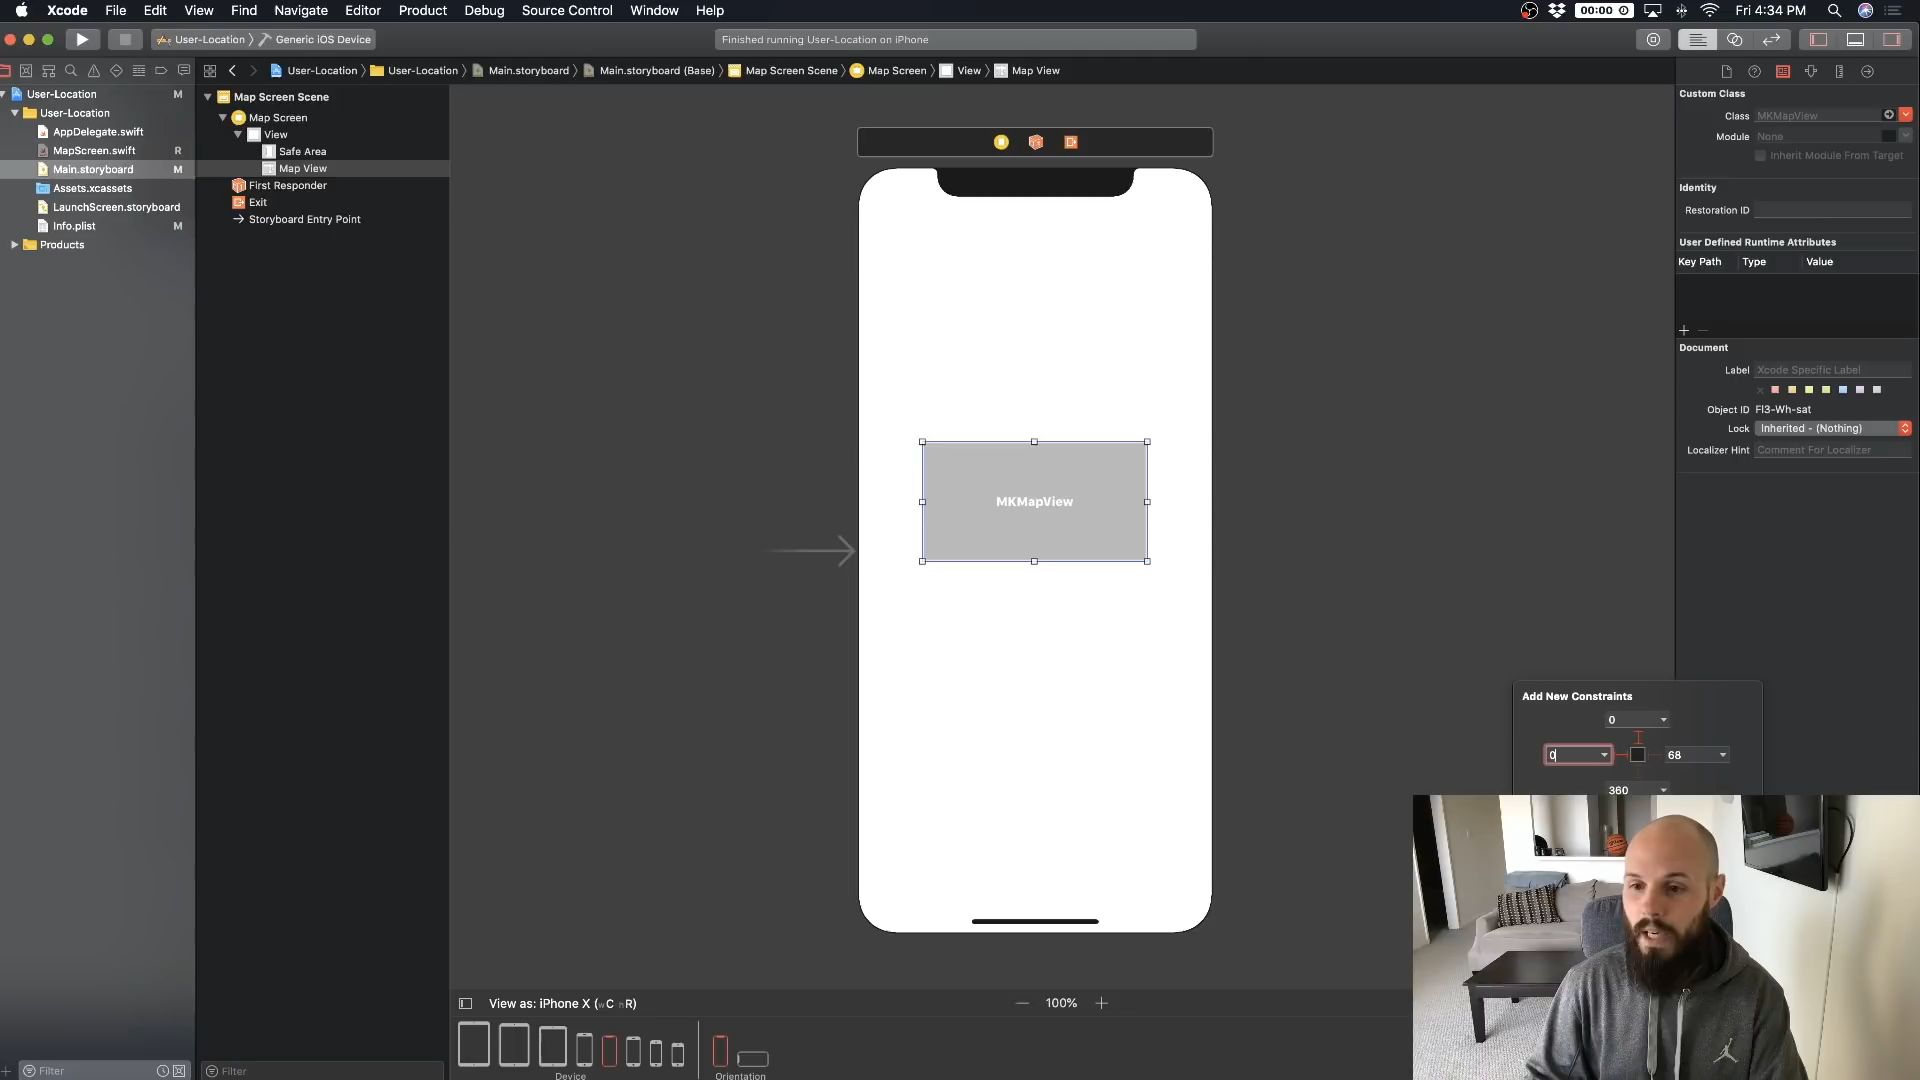 Xcode File Edit View Find Navigate Editor Product Debug Source Control Window Help
00:00 Fri 4:34 PM
User-Location 〉 Generic iOS Device
Finished running User-Location on iPhone
User-Location 〉 User-Location 〉 Main.storyboard 〉 Main.storyboard (Base) 〉 Map Screen Scene 〉 Map Screen 〉 View 〉 Map View
User-Location M
User-Location
AppDelegate.swift
MapScreen.swift R
Main.storyboard M
Assets.xcassets
LaunchScreen.storyboard
Info.plist M
Products
Filter
Map Screen Scene
Map Screen
View
Safe Area
Map View
First Responder
Exit
Storyboard Entry Point
Filter
MKMapView
View as: iPhone X (wC hR)
100%
Device
Orientation
Custom Class
Class MKMapView
Module None
Inherit Module From Target
Identity
Restoration ID
User Defined Runtime Attributes
Key Path Type Value
Document
Label Xcode Specific Label
Object ID
Lock Inherited - (Nothing)
Localizer Hint Comment For Localizer
Add New Constraints
0
0 68
360